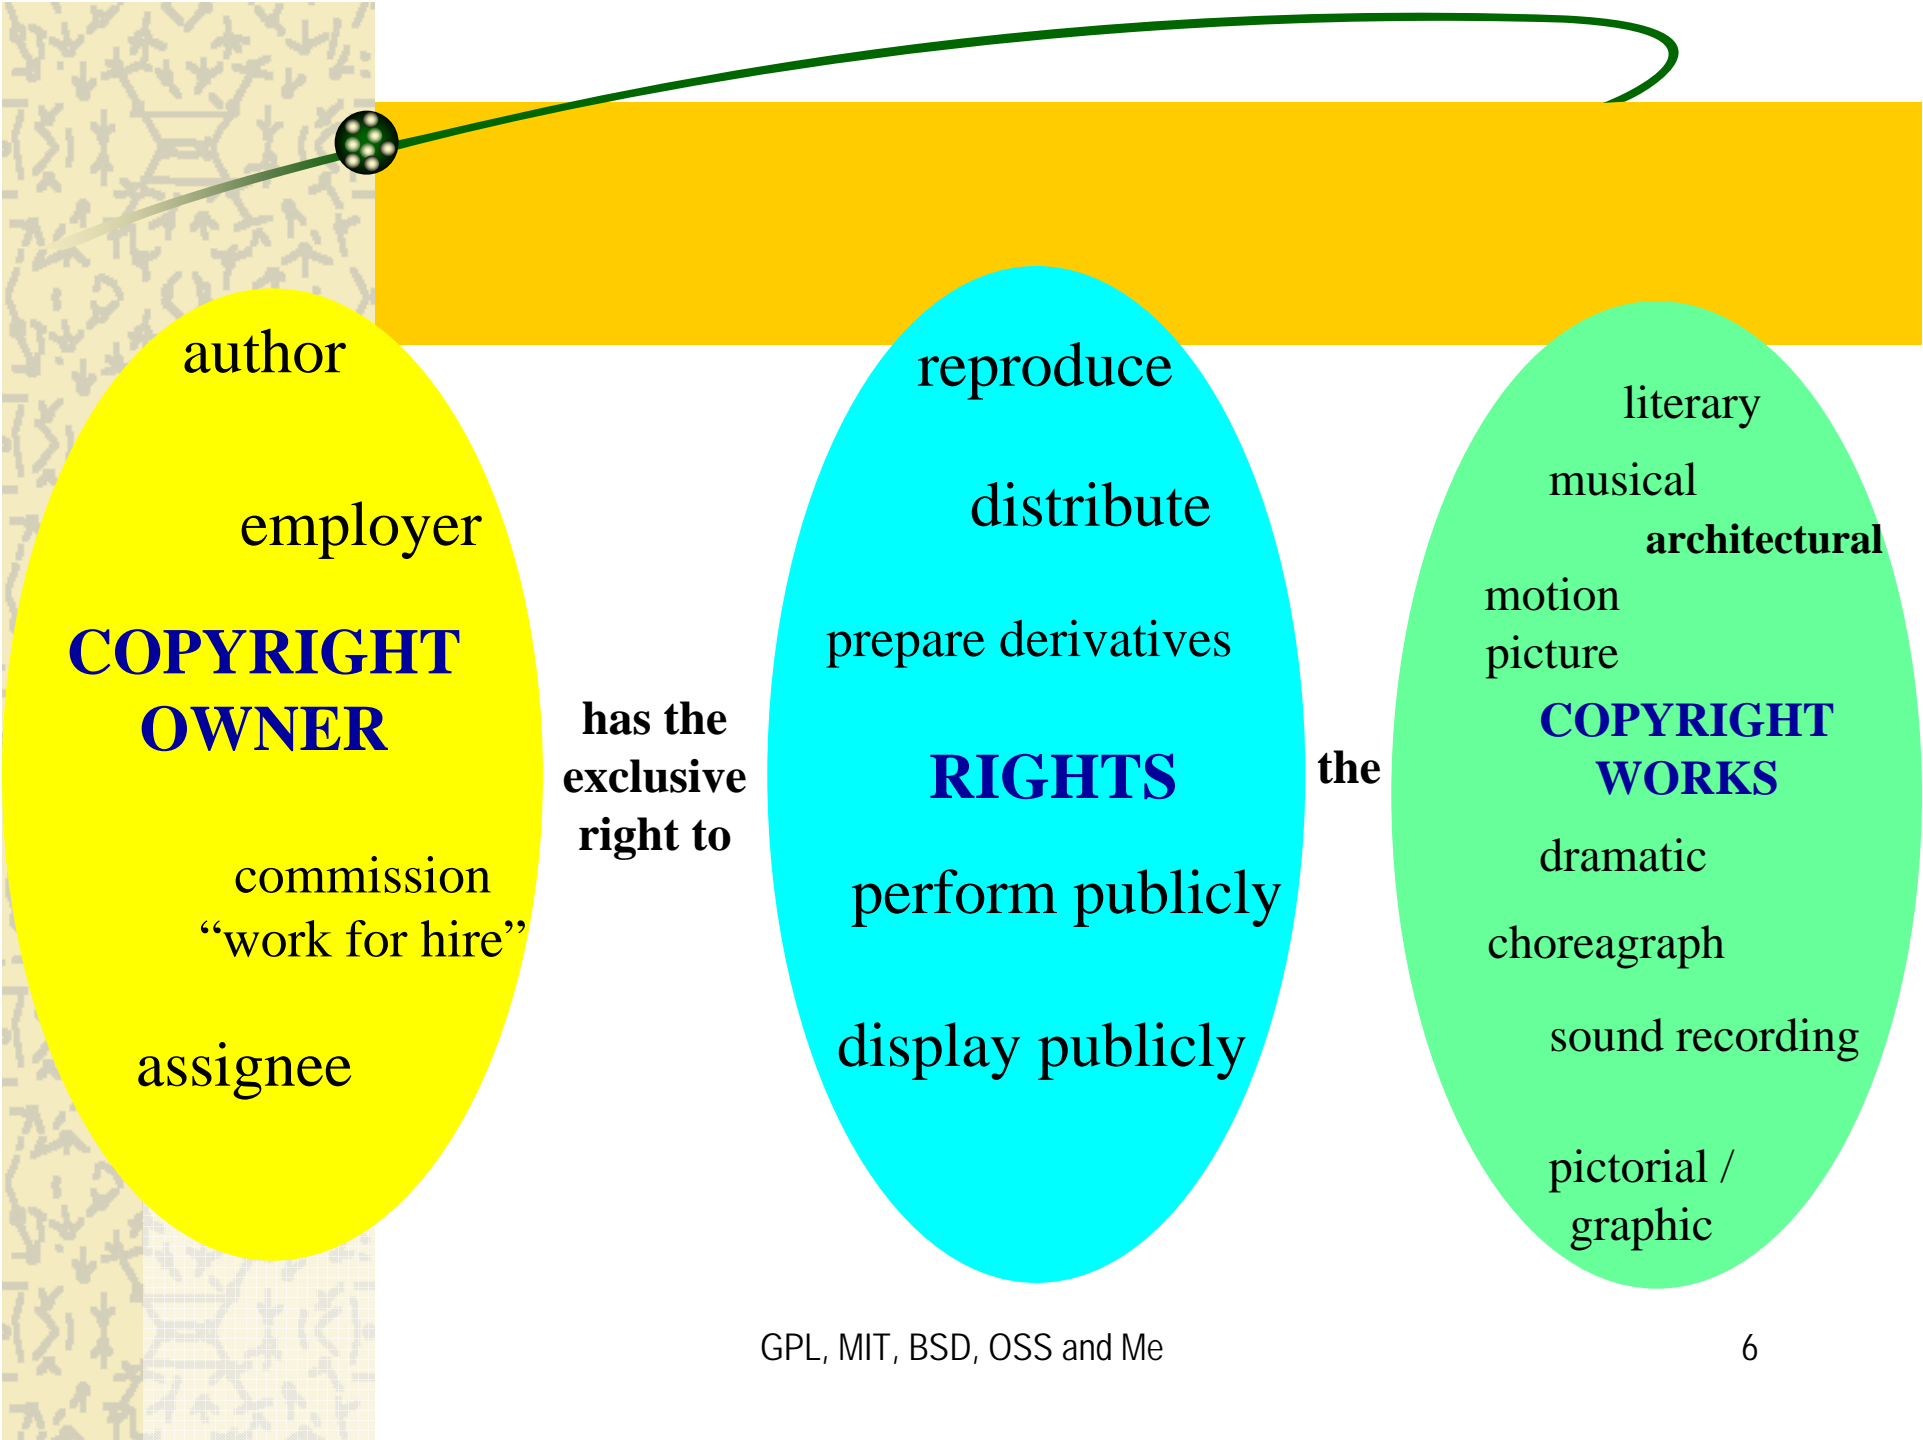 author
employer
COPYRIGHT
OWNER
commission
“work for hire”
assignee
has the
exclusive
right to
reproduce
distribute
prepare derivatives
RIGHTS
perform publicly
display publicly
the
literary
musical
architectural
motion
picture
COPYRIGHT
WORKS
dramatic
choreagraph
sound recording
pictorial /
graphic
GPL, MIT, BSD, OSS and Me
6